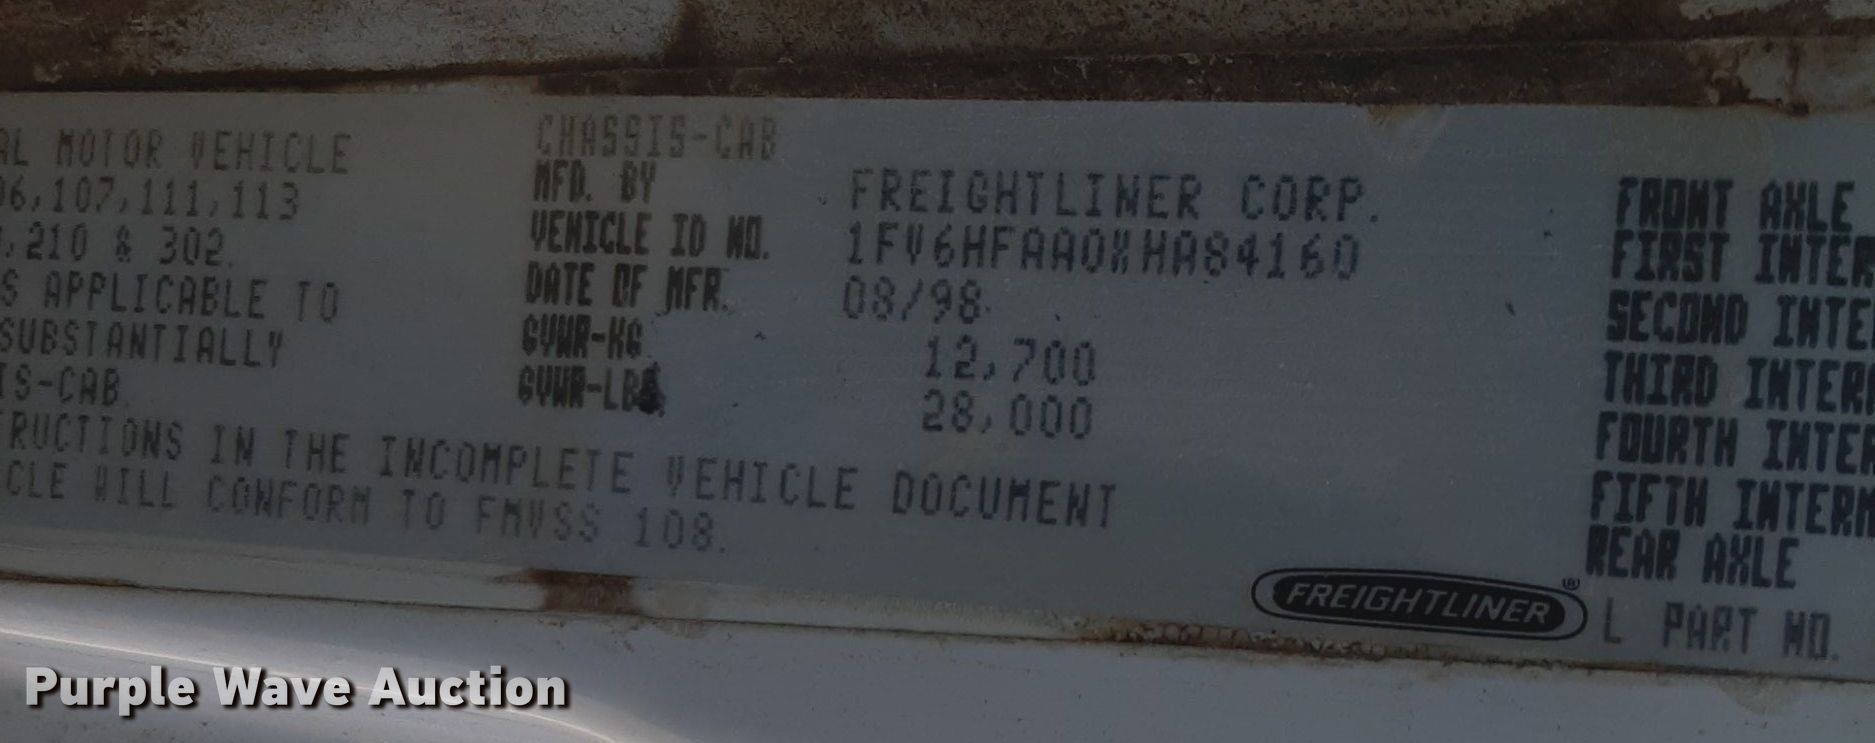 AL MOTOR VEHICLE
06,107,111,113
,210 & 302.
S APPLICABLE TO
SUBSTANTIALLY
IS-CAB
RUCTIONS IN THE INCOMPLETE VEHICLE DOCUMENT
CLE WILL CONFORM TO FMVSS 108.
CHASSIS-CAB
MFD. BY FREIGHTLINER CORP.
VEHICLE ID NO. 1FV6HFAA0XHA84160
DATE OF MFR. 08/98
GVWR-KG 12,700
GVWR-LBS. 28,000
FREIGHTLINER®
FRONT AXLE
FIRST INTER
SECOND INTE
THIRD INTER
FOURTH INTER
FIFTH INTERM
REAR AXLE
L PART NO.
Purple Wave Auction